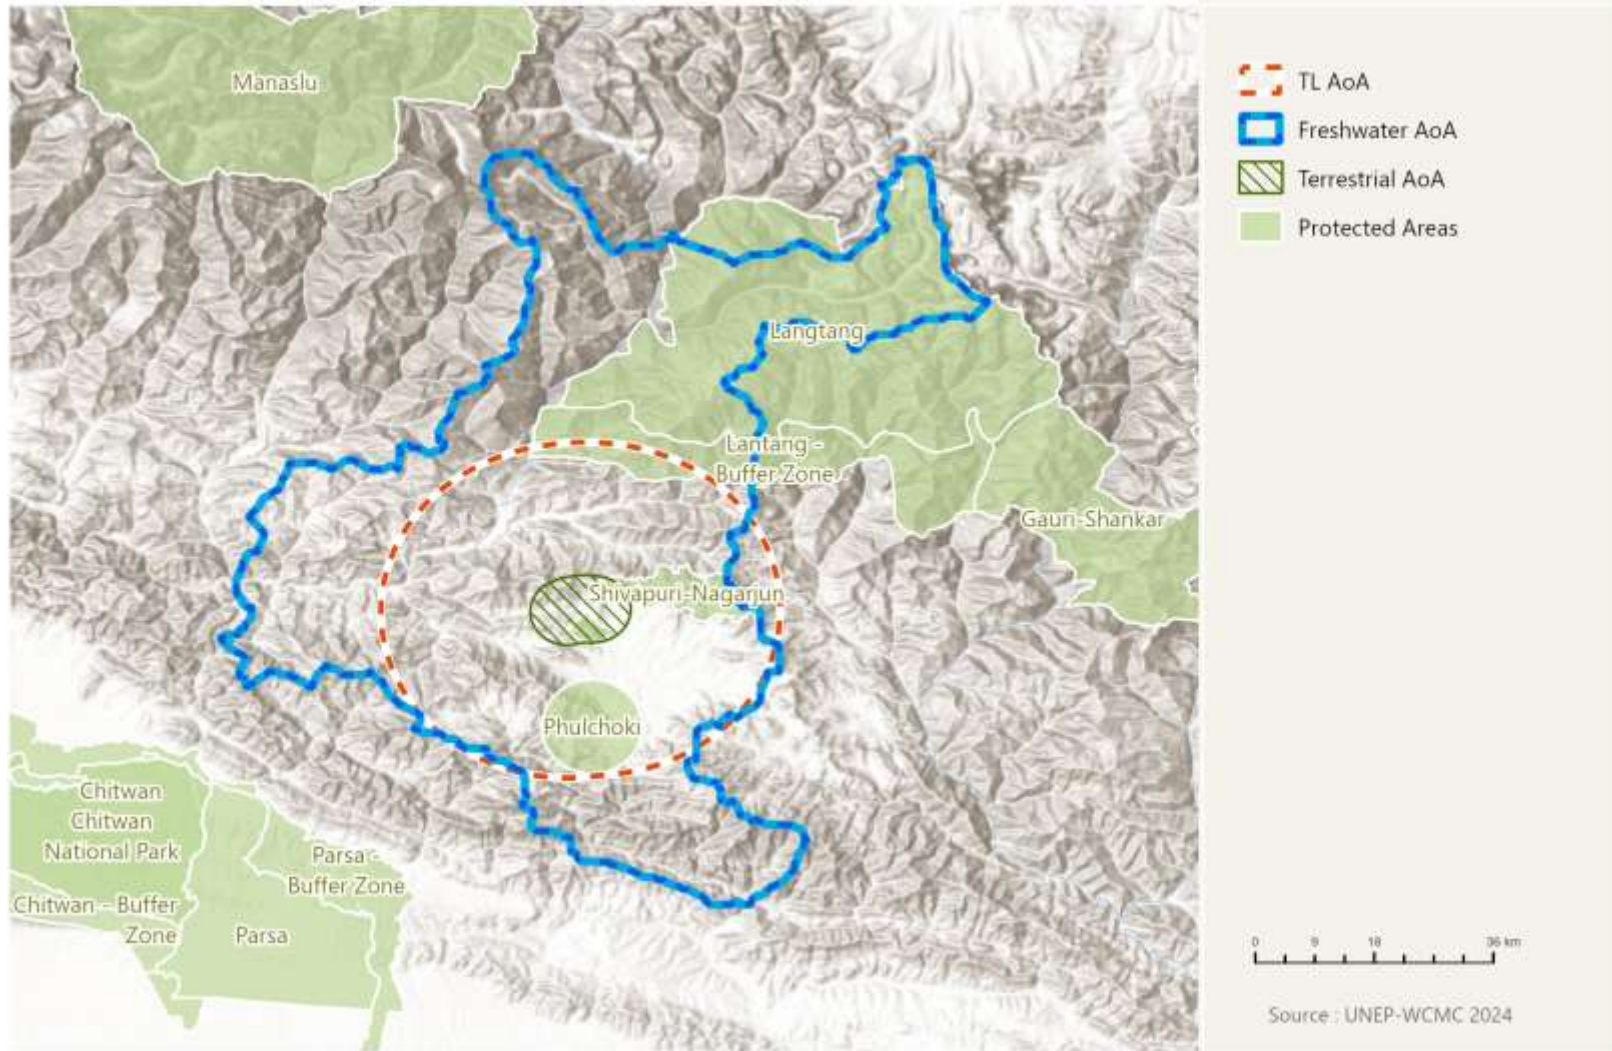 Manaslu
Langtang
Lantang -
Buffer Zone
Gauri-Shankar
Shivapuri-Nagarjun
Phulchoki
Chitwan
Chitwan
National Park
Parsa -
Buffer Zone
Chitwan - Buffer
Zone
Parsa
TL AoA
Freshwater AoA
Terrestrial AoA
Protected Areas
0 9 18 36 km
Source : UNEP-WCMC 2024